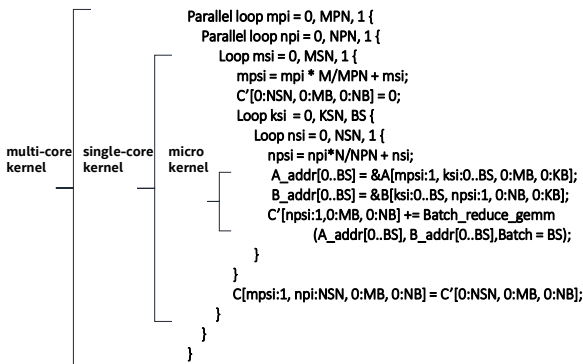 Parallel loop mpi = 0, MPN, 1 {
Parallel loop npi = 0, NPN, 1 {
Loop msi = 0, MSN, 1 {
mpsi = mpi * M/MPN + msi;
C'[0:NSN, 0:MB, 0:NB] = 0;
Loop ksi = 0, KSN, BS {
Loop nsi = 0, NSN, 1 {
npsi = npi*N/NPN + nsi;
A_addr[0..BS] = &A[mpsi:1, ksi:0..BS, 0:MB, 0:KB];
B_addr[0..BS] = &B[ksi:0..BS, npsi:1, 0:NB, 0:KB];
C'[npsi:1,0:MB, 0:NB] += Batch_reduce_gemm
(A_addr[0..BS], B_addr[0..BS],Batch = BS);
}
}
C[mpsi:1, npi:NSN, 0:MB, 0:NB] = C'[0:NSN, 0:MB, 0:NB];
}
}
}
multi-core
kernel
single-core
kernel
micro
kernel